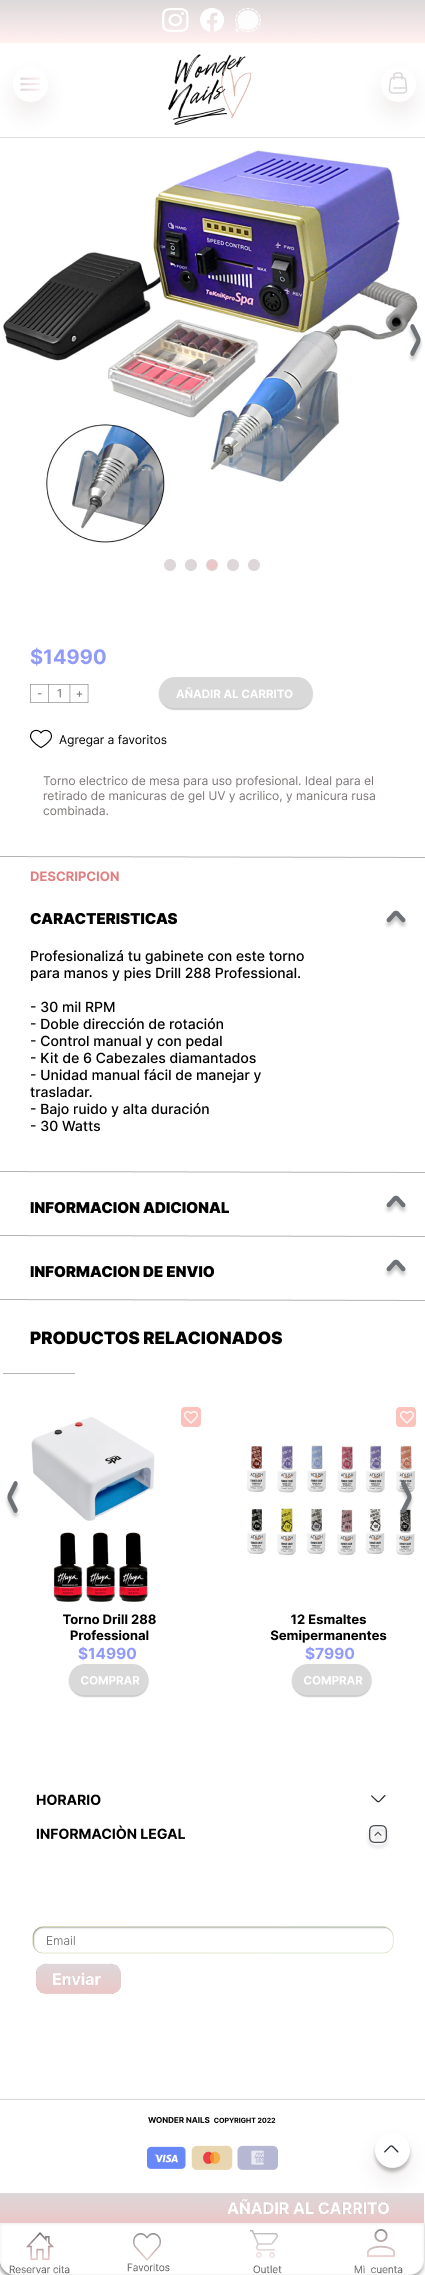 Wonder
Nails
HAND
FWD
SPEED CONTROL
MAX
FOOT
REV
TeKniKpro Spa
$14990
- 1 +
AÑADIR AL CARRITO
Agregar a favoritos
Torno electrico de mesa para uso profesional. Ideal para el
retirado de manicuras de gel UV y acrilico, y manicura rusa
combinada.
DESCRIPCION
CARACTERISTICAS
Profesionalizá tu gabinete con este torno
para manos y pies Drill 288 Professional.
- 30 mil RPM
- Doble dirección de rotación
- Control manual y con pedal
- Kit de 6 Cabezales diamantados
- Unidad manual fácil de manejar y
trasladar.
- Bajo ruido y alta duración
- 30 Watts
INFORMACION ADICIONAL
INFORMACION DE ENVIO
PRODUCTOS RELACIONADOS
Spa
thuya thuya thuya
Torno Drill 288
Professional
$14990
COMPRAR
12 Esmaltes
Semipermanentes
$7990
COMPRAR
HORARIO
INFORMACIÒN LEGAL
Email
Enviar
WONDER NAILS COPYRIGHT 2022
VISA
AÑADIR AL CARRITO
Reservar cita
Favoritos
Outlet
Mi cuenta